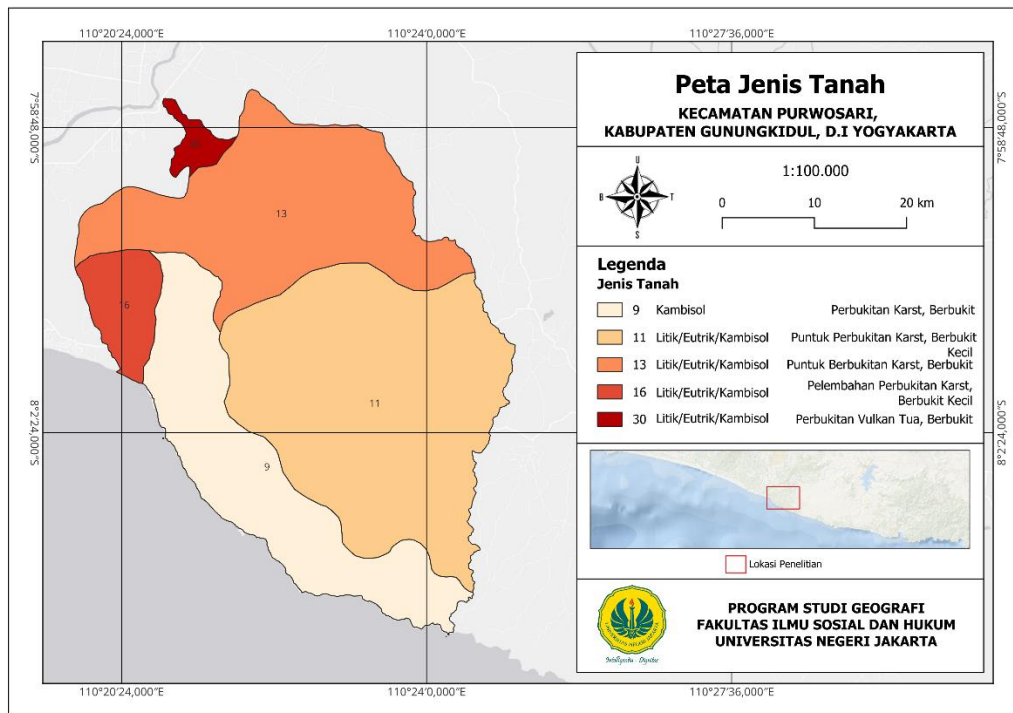 110°20'24,000"E 110°24'0,000"E 110°27'36,000"E
7°58'48,000"S
8°2'24,000"S
13
16
11
9
Peta Jenis Tanah
KECAMATAN PURWOSARI,
KABUPATEN GUNUNGKIDUL, D.I YOGYAKARTA
U
B T
S
1:100.000
0 10 20 km
Legenda
Jenis Tanah
9 Kambisol Perbukitan Karst, Berbukit
11 Litik/Eutrik/Kambisol Puntuk Perbukitan Karst, Berbukit
Kecil
13 Litik/Eutrik/Kambisol Puntuk Berbukitan Karst, Berbukit
16 Litik/Eutrik/Kambisol Pelembahan Perbukitan Karst,
Berbukit Kecil
30 Litik/Eutrik/Kambisol Perbukitan Vulkan Tua, Berbukit
Lokasi Penelitian
PROGRAM STUDI GEOGRAFI
FAKULTAS ILMU SOSIAL DAN HUKUM
UNIVERSITAS NEGERI JAKARTA
UNIVERSITAS NEGERI JAKARTA
Intelligentia - Dignitas
7°58'48,000"S
8°2'24,000"S
110°20'24,000"E 110°24'0,000"E 110°27'36,000"E